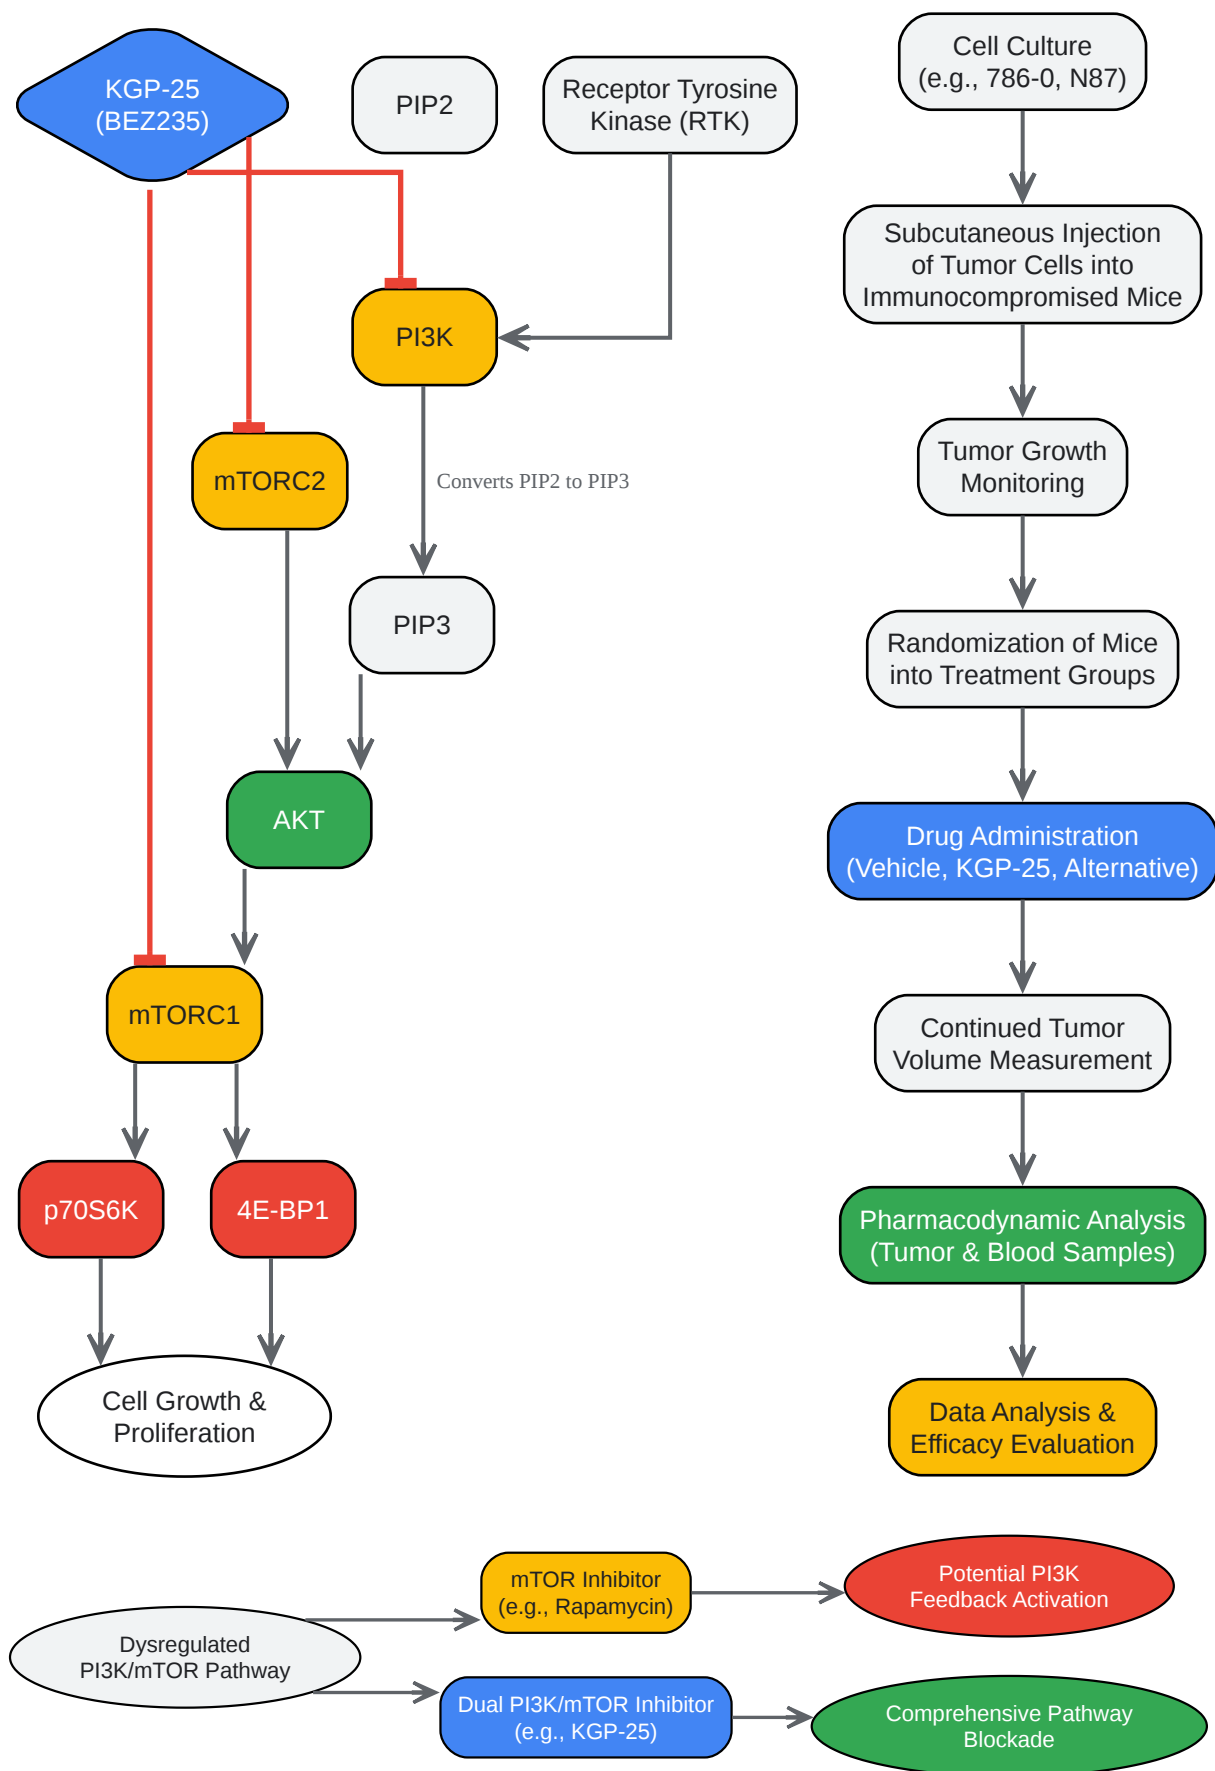 KGP-25
(BEZ235)
PIP2
Receptor Tyrosine
Kinase (RTK)
PI3K
mTORC2
Converts PIP2 to PIP3
PIP3
AKT
mTORC1
p70S6K
4E-BP1
Cell Growth &
Proliferation
Cell Culture
(e.g., 786-0, N87)
Subcutaneous Injection
of Tumor Cells into
Immunocompromised Mice
Tumor Growth
Monitoring
Randomization of Mice
into Treatment Groups
Drug Administration
(Vehicle, KGP-25, Alternative)
Continued Tumor
Volume Measurement
Pharmacodynamic Analysis
(Tumor & Blood Samples)
Data Analysis &
Efficacy Evaluation
Dysregulated
PI3K/mTOR Pathway
mTOR Inhibitor
(e.g., Rapamycin)
Potential PI3K
Feedback Activation
Dual PI3K/mTOR Inhibitor
(e.g., KGP-25)
Comprehensive Pathway
Blockade